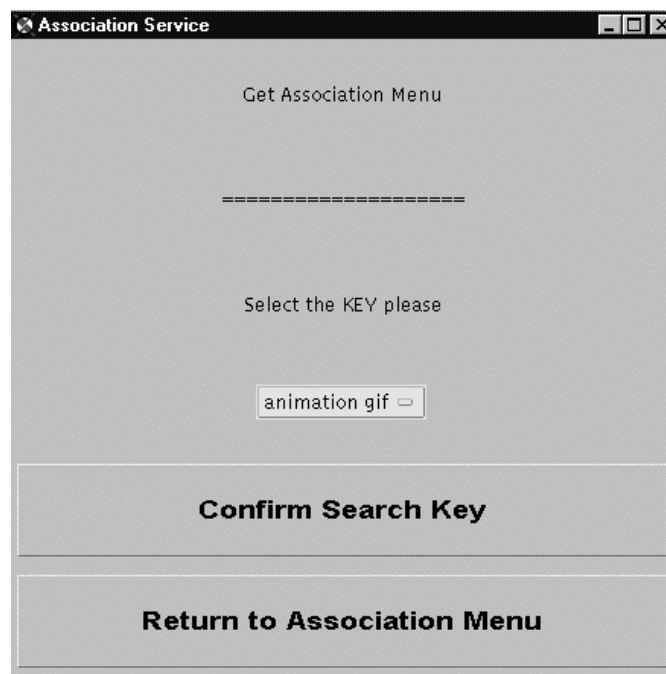 Association Service
Get Association Menu
====================
Select the KEY please
animation gif
Confirm Search Key
Return to Association Menu